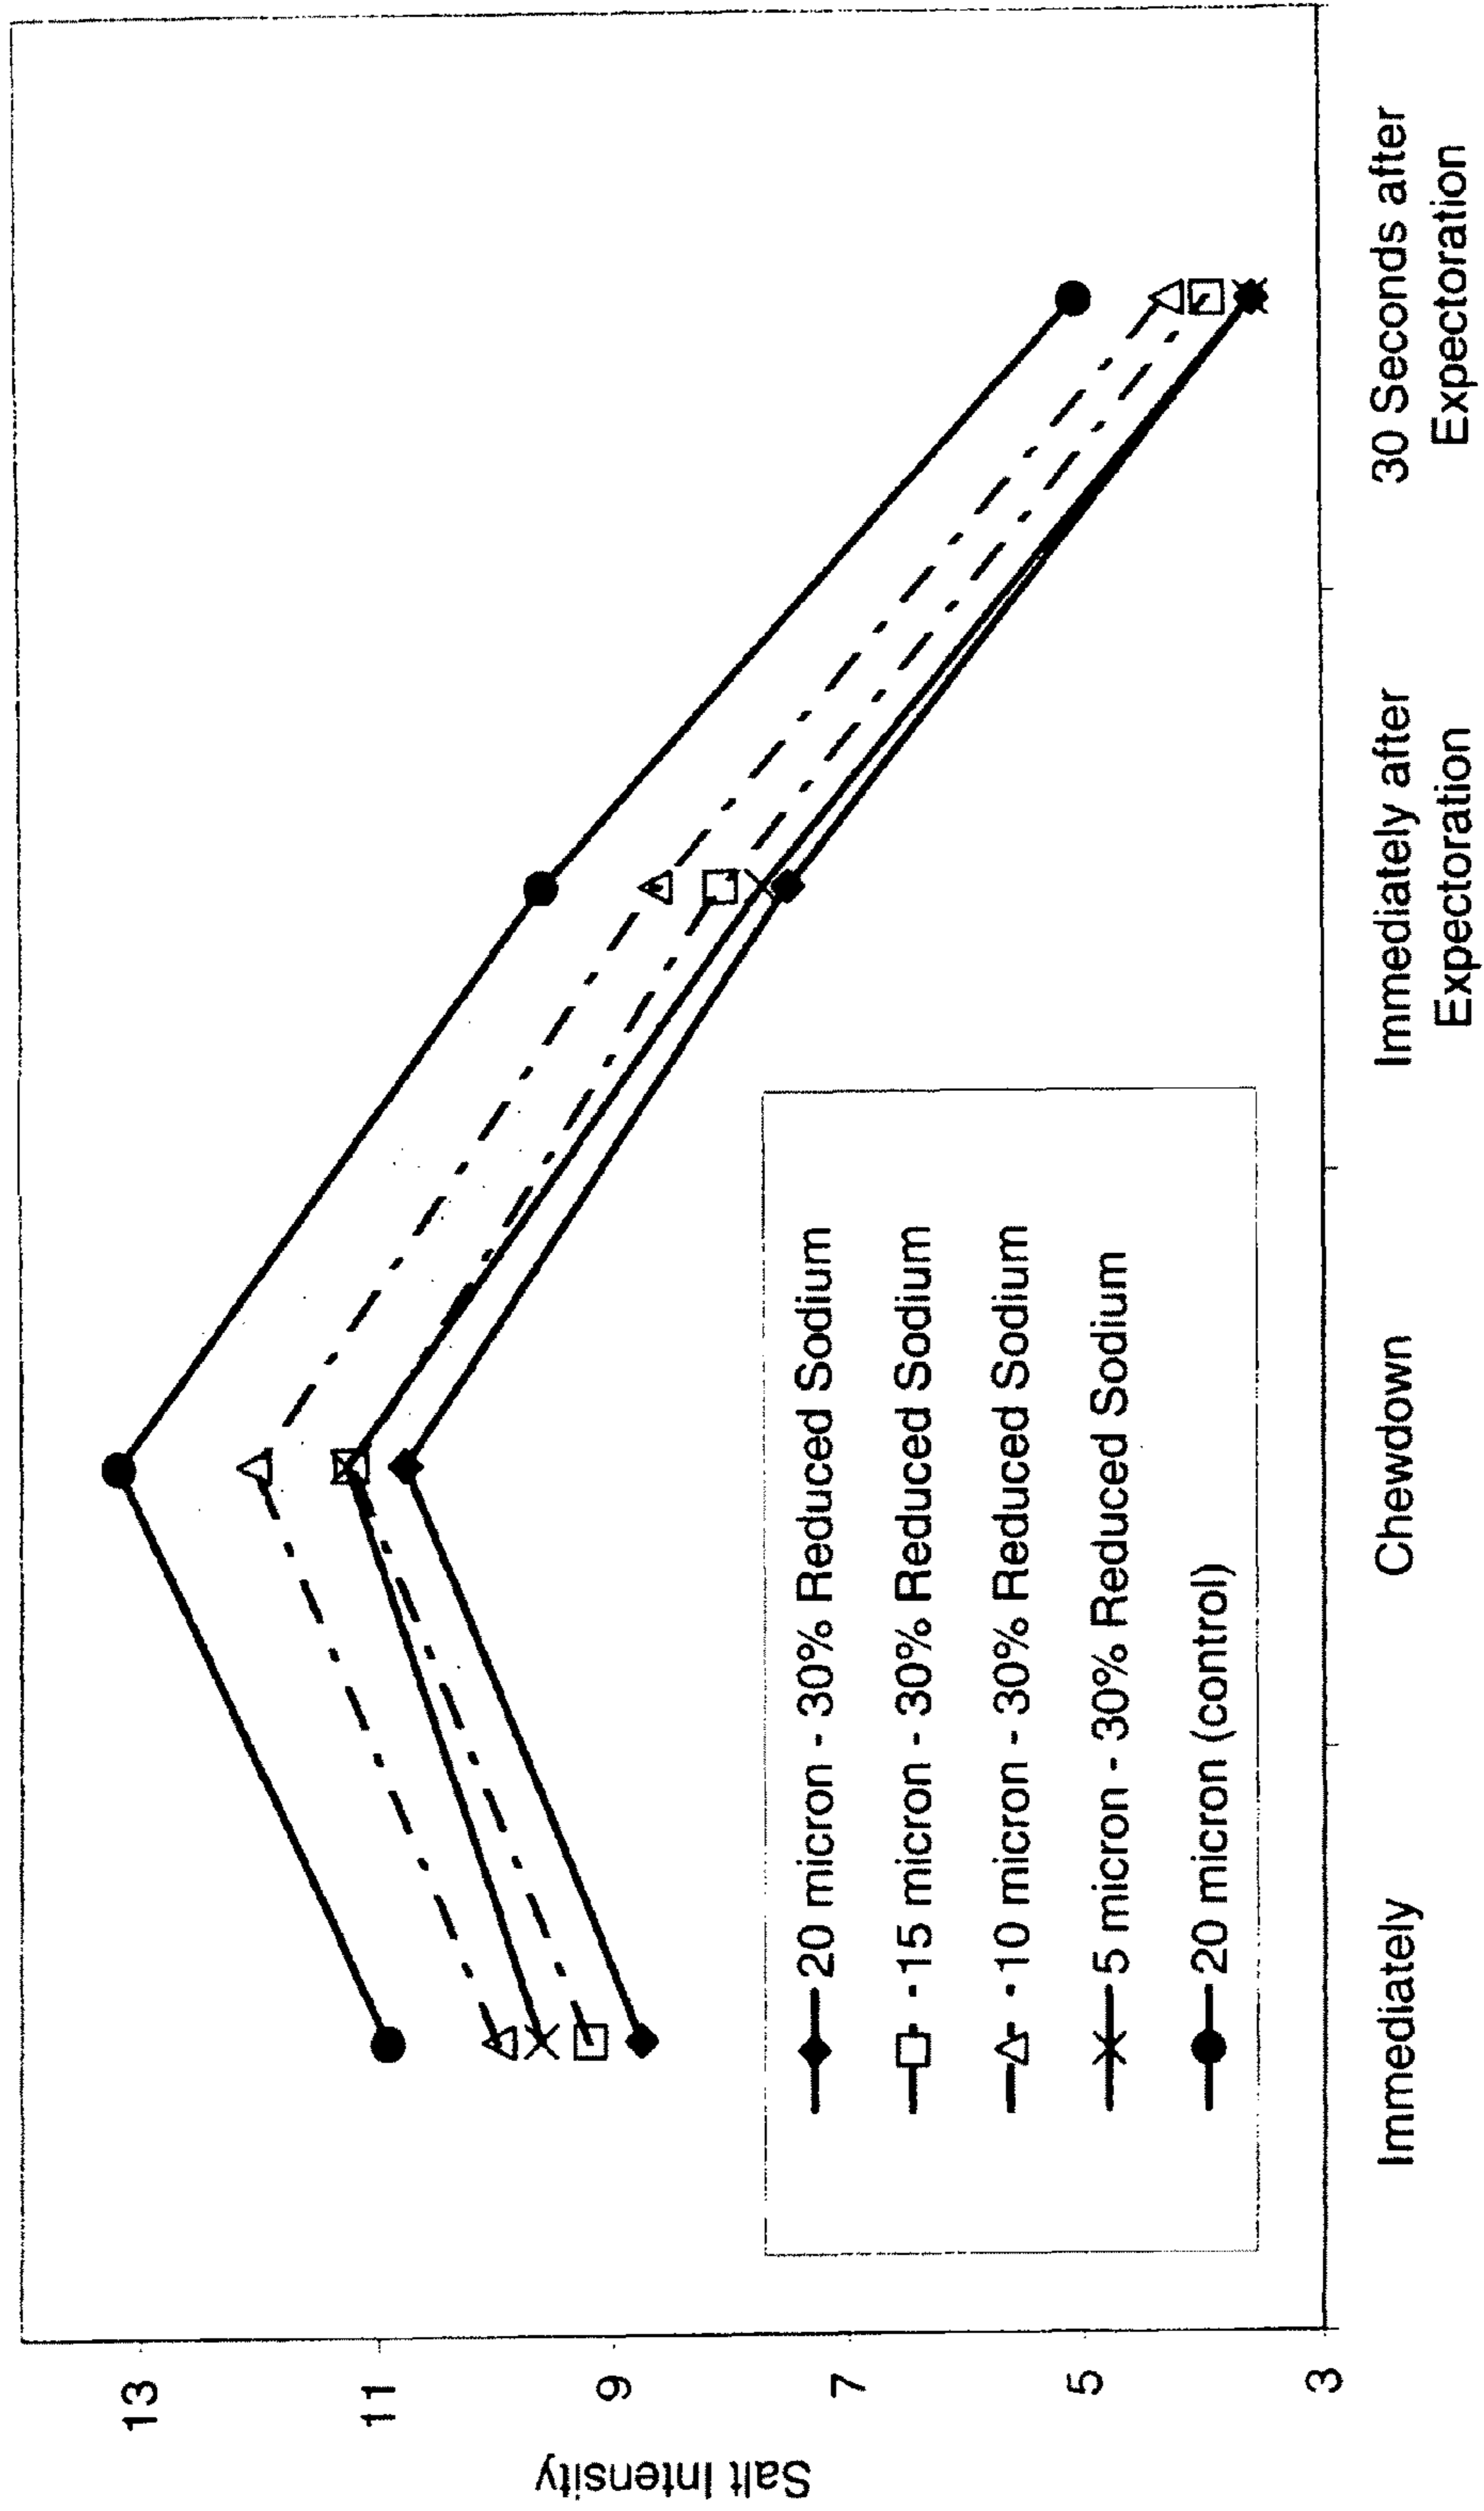 Salt Intensity
13
11
9
7
5
3
20 micron - 30% Reduced Sodium
15 micron - 30% Reduced Sodium
10 micron - 30% Reduced Sodium
5 micron - 30% Reduced Sodium
20 micron (control)
Immediately
Chewdown
Immediately after
Expectoration
30 Seconds after
Expectoration